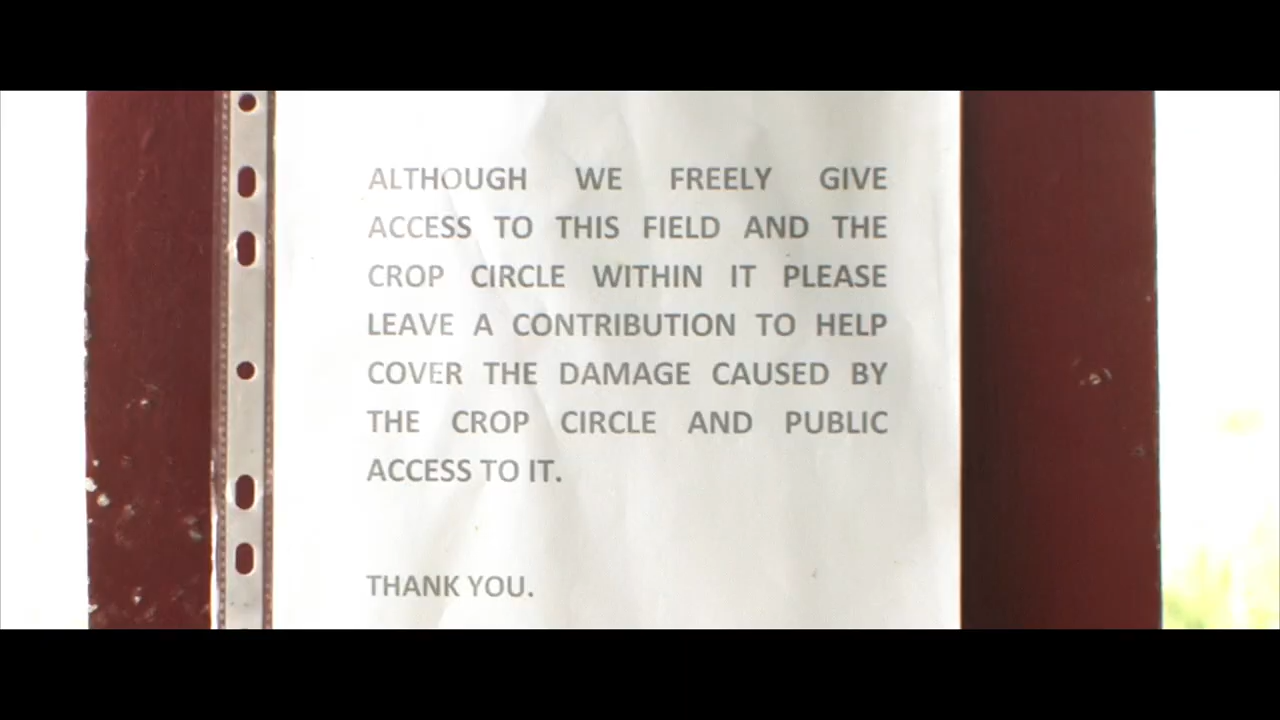 ALTHOUGH WE FREELY GIVE
ACCESS TO THIS FIELD AND THE
CROP CIRCLE WITHIN IT PLEASE
LEAVE A CONTRIBUTION TO HELP
COVER THE DAMAGE CAUSED BY
THE CROP CIRCLE AND PUBLIC
ACCESS TO IT.
THANK YOU.